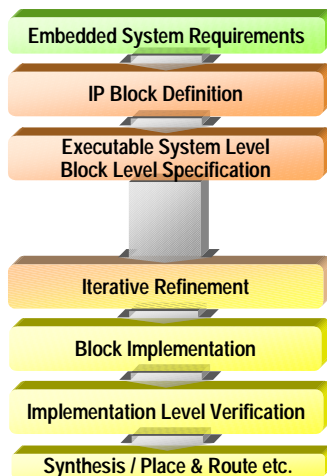 Embedded System Requirements
IP Block Definition
Executable System Level
Block Level Specification
Iterative Refinement
Block Implementation
Implementation Level Verification
Synthesis / Place & Route etc.